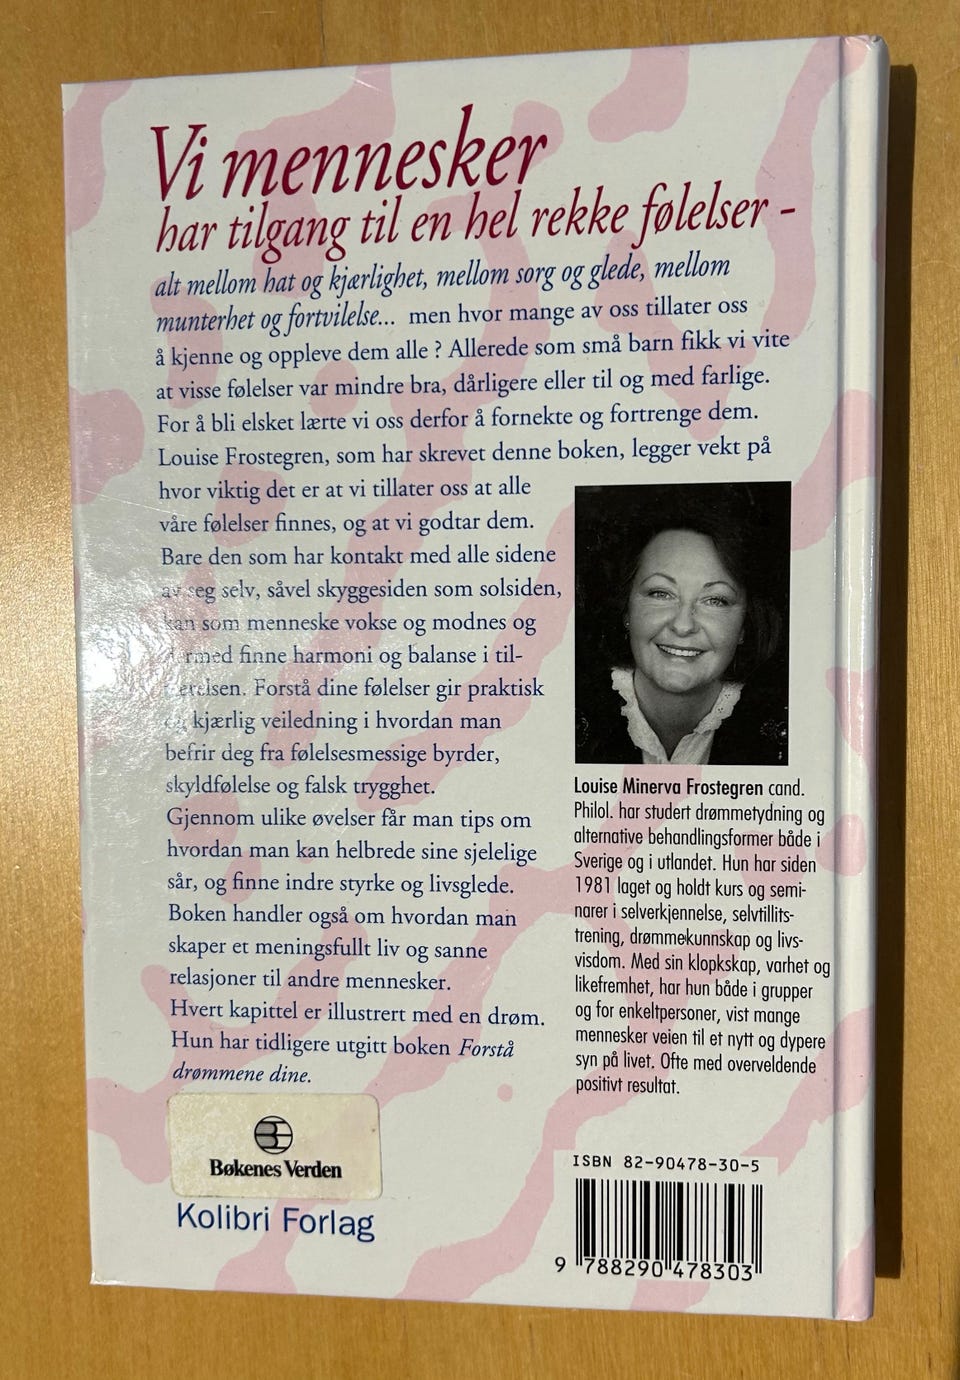 Vi mennesker
har tilgang til en hel rekke følelser -
alt mellom hat og kjærlighet, mellom sorg og glede, mellom
munterhet og fortvilelse... men hvor mange av oss tillater oss
å kjenne og oppleve dem alle ? Allerede som små barn fikk vi vite
at visse følelser var mindre bra, dårligere eller til og med farlige.
For å bli elsket lærte vi oss derfor å fornekte og fortrenge dem.
Louise Frostegren, som har skrevet denne boken, legger vekt på
hvor viktig det er at vi tillater oss at alle
våre følelser finnes, og at vi godtar dem.
Bare den som har kontakt med alle sidene
av seg selv, såvel skyggesiden som solsiden,
kan som menneske vokse og modnes og
dermed finne harmoni og balanse i til-
værelsen. Forstå dine følelser gir praktisk
og kjærlig veiledning i hvordan man
befrir deg fra følelsesmessige byrder,
skyldfølelse og falsk trygghet.
Gjennom ulike øvelser får man tips om
hvordan man kan helbrede sine sjelelige
sår, og finne indre styrke og livsglede.
Boken handler også om hvordan man
skaper et meningsfullt liv og sanne
relasjoner til andre mennesker.
Hvert kapittel er illustrert med en drøm.
Hun har tidligere utgitt boken Forstå
drømmene dine.
Louise Minerva Frostegren cand.
Philol. har studert drømmetydning og
alternative behandlingsformer både i
Sverige og i utlandet. Hun har siden
1981 laget og holdt kurs og semi-
narer i selverkjennelse, selvtillits-
trening, drømmekunnskap og livs-
visdom. Med sin klopkskap, varhet og
likefremhet, har hun både i grupper
og for enkeltpersoner, vist mange
mennesker veien til et nytt og dypere
syn på livet. Ofte med overveldende
positivt resultat.
Bøkenes Verden
Kolibri Forlag
ISBN 82-90478-30-5
9 788290 478303